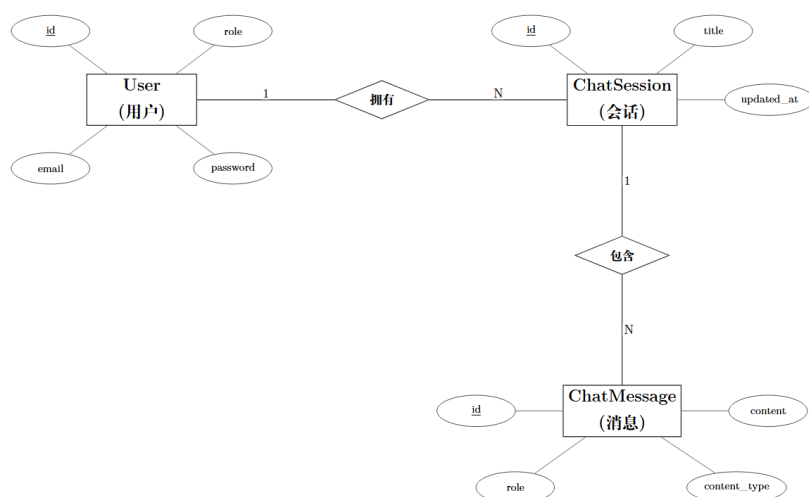 id
role
id
title
User
(用户)
1
拥有
N
ChatSession
(会话)
updated_at
email
password
1
包含
N
id
ChatMessage
(消息)
content
role
content_type